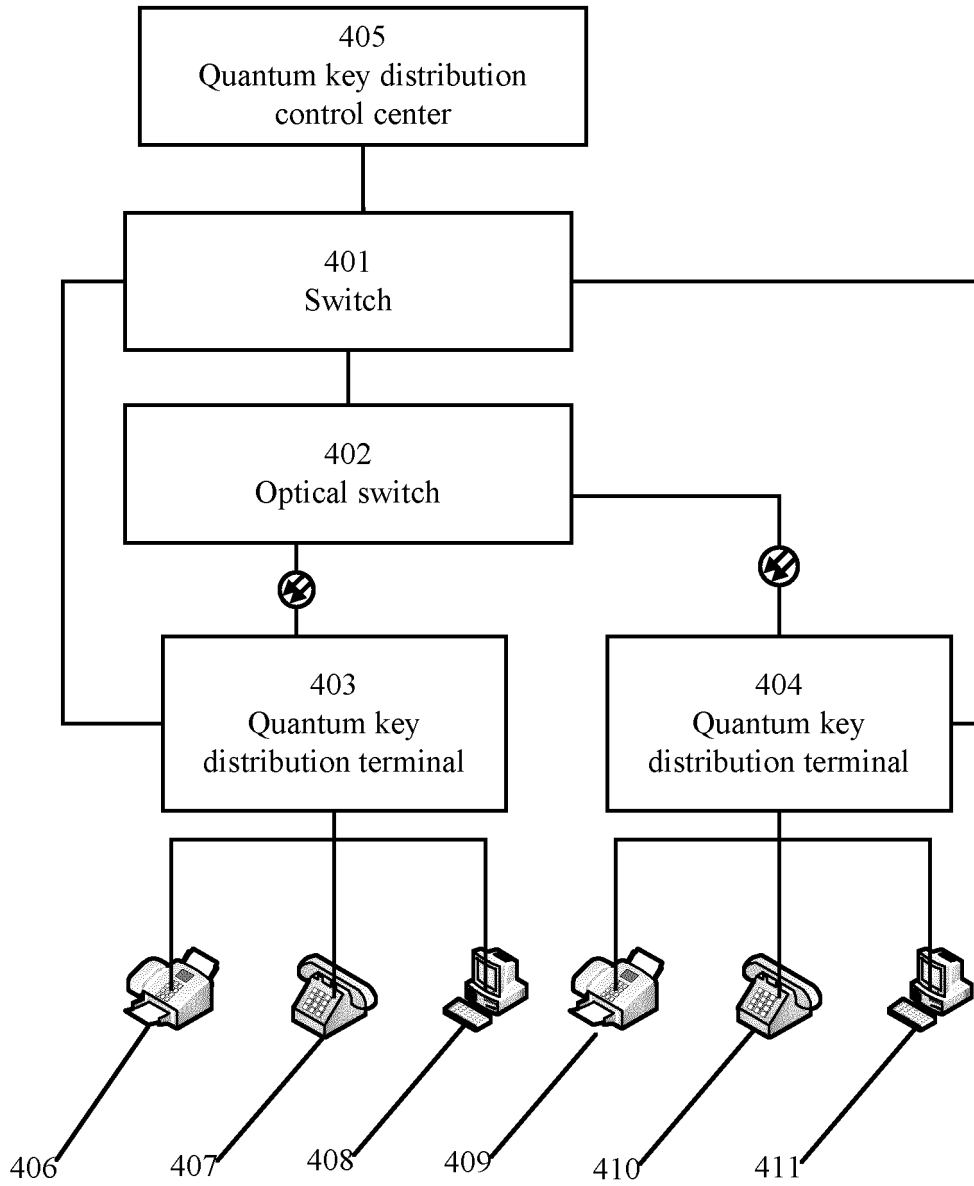 405
Quantum key distribution
control center
401
Switch
402
Optical switch
403
Quantum key
distribution terminal
404
Quantum key
distribution terminal
406
407
408
409
410
411